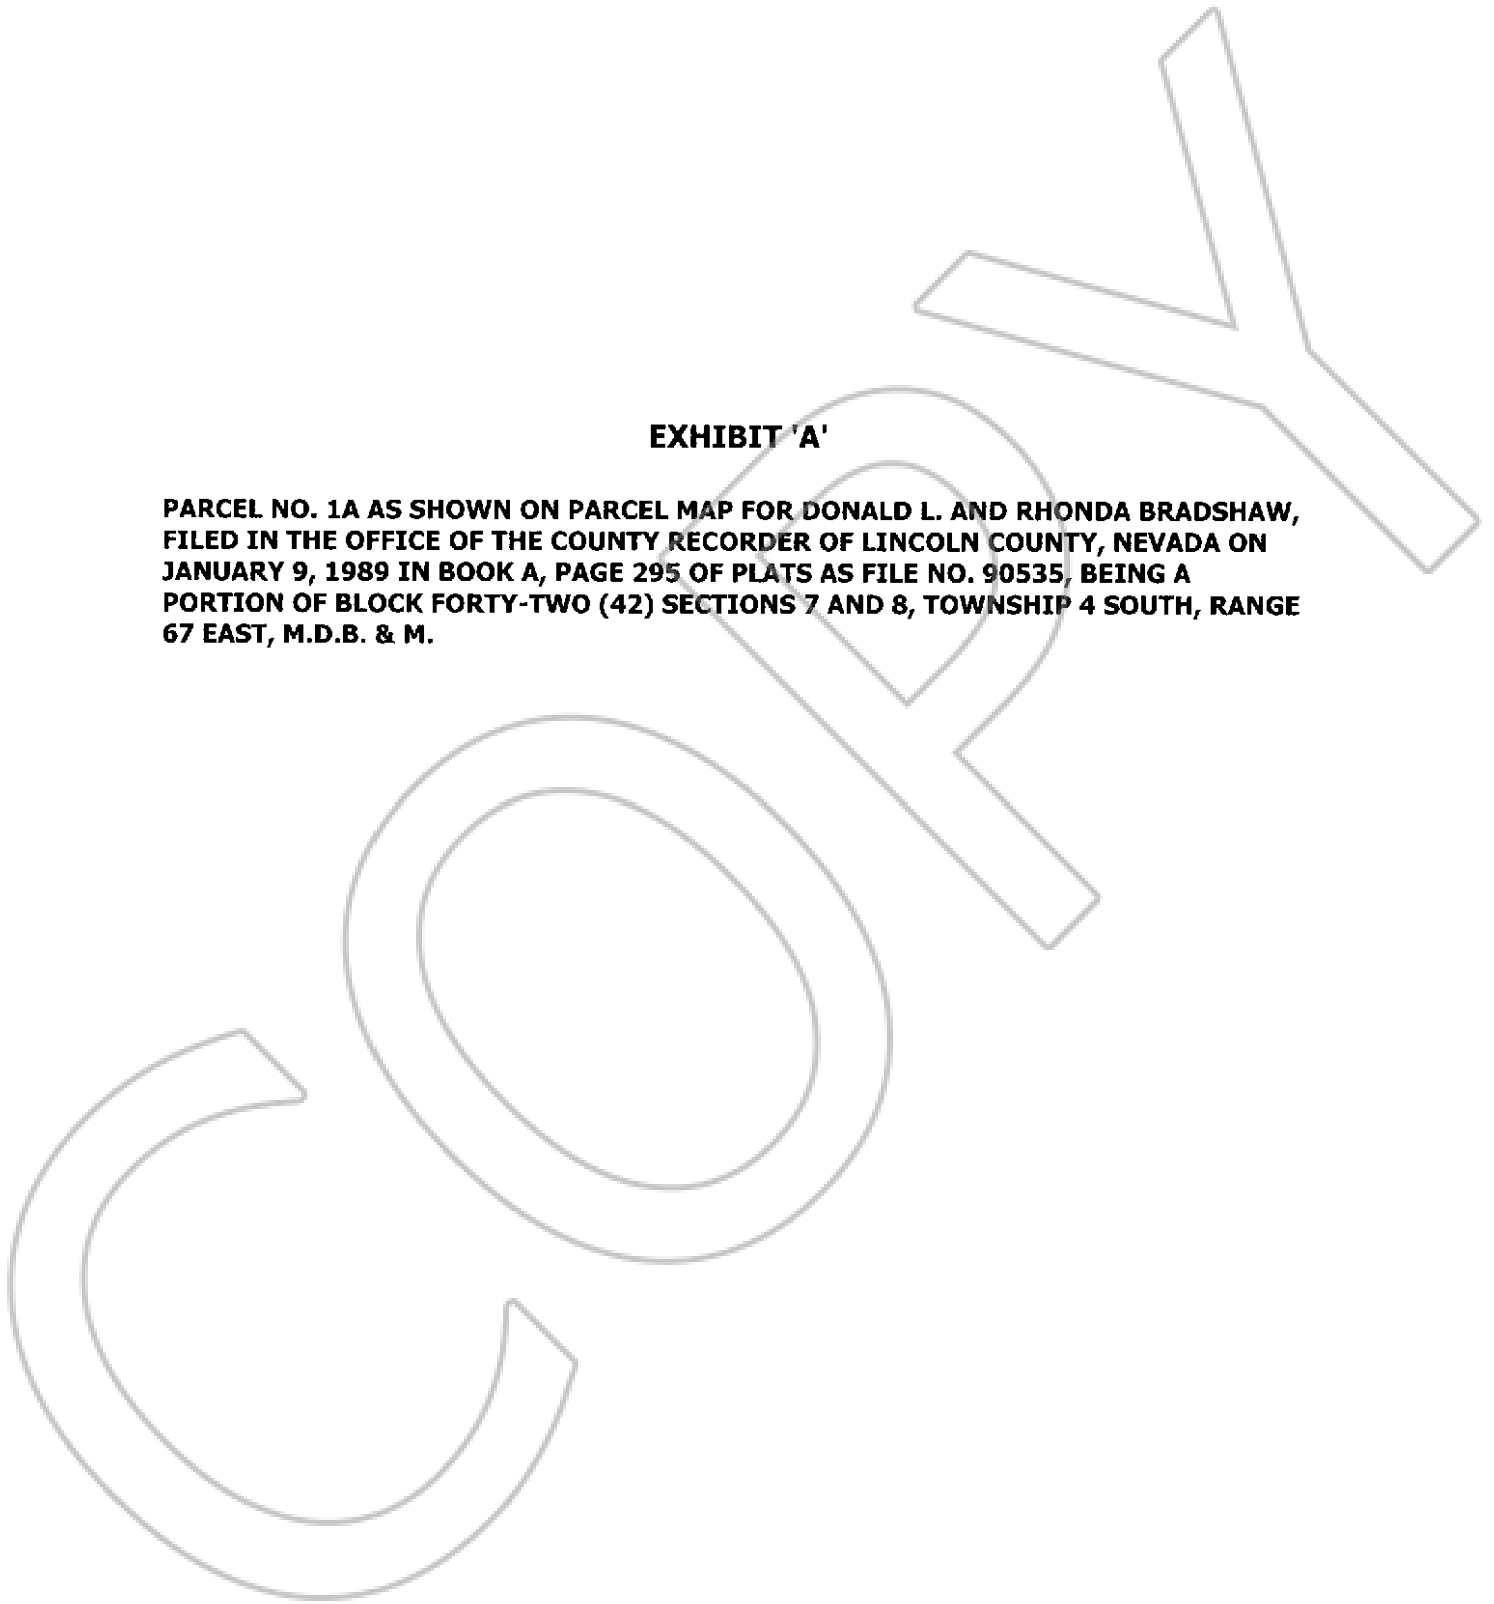 EXHIBIT 'A'
PARCEL NO. 1A AS SHOWN ON PARCEL MAP FOR DONALD L. AND RHONDA BRADSHAW,
FILED IN THE OFFICE OF THE COUNTY RECORDER OF LINCOLN COUNTY, NEVADA ON
JANUARY 9, 1989 IN BOOK A, PAGE 295 OF PLATS AS FILE NO. 90535, BEING A
PORTION OF BLOCK FORTY-TWO (42) SECTIONS 7 AND 8, TOWNSHIP 4 SOUTH, RANGE
67 EAST, M.D.B. & M.
COPY